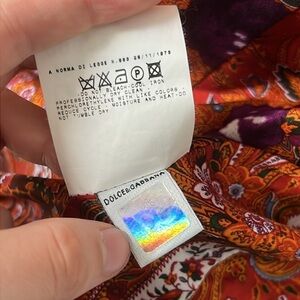 A NORMA DI LEGGE N.883 26/11/1973
DO NOT BLEACH-COOL IRON
PROFESSIONALLY DRY CLEAN
PERCHLORETHYLENE WITH LIKE COLORS/
REDUCE CYCLE, MOISTURE AND HEAT-DO
NOT TUMBLE DRY
DOLCE&GABBANA